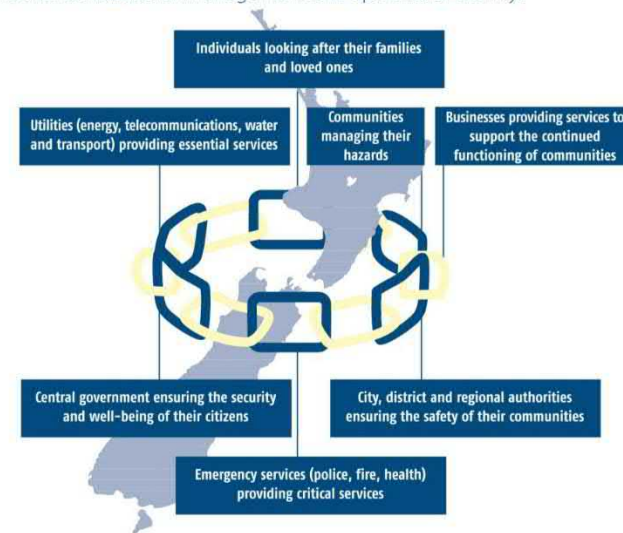 Individuals looking after their families
and loved ones
Utilities (energy, telecommunications, water
and transport) providing essential services
Communities
managing their
hazards
Businesses providing services to
support the continued
functioning of communities
Central government ensuring the security
and well-being of their citizens
City, district and regional authorities
ensuring the safety of their communities
Emergency services (police, fire, health)
providing critical services